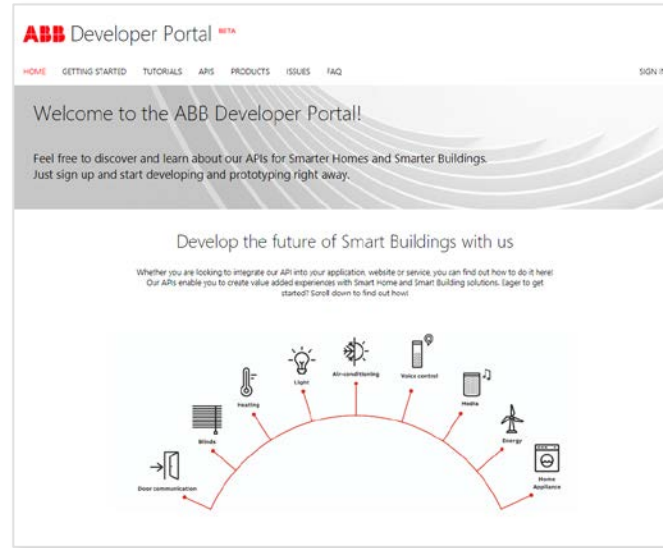 ABB Developer Portal BETA
HOME GETTING STARTED TUTORIALS APIS PRODUCTS ISSUES FAQ SIGN IN
Welcome to the ABB Developer Portal!
Feel free to discover and learn about our APIs for Smarter Homes and Smarter Buildings.
Just sign up and start developing and prototyping right away.
Develop the future of Smart Buildings with us
Whether you are looking to integrate our API into your application, website or service, you can find out how to do it here!
Our APIs enable you to create value added experiences with Smart Home and Smart Building solutions. Eager to get
started? Scroll down to find out how!
Air-conditioning
Light
Voice control
Heating
Media
Blinds
Energy
Door communication
Home
Appliance